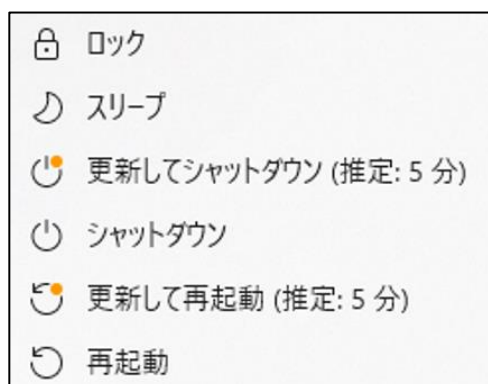 ロック
スリープ
更新してシャットダウン (推定: 5 分)
シャットダウン
更新して再起動 (推定: 5 分)
再起動